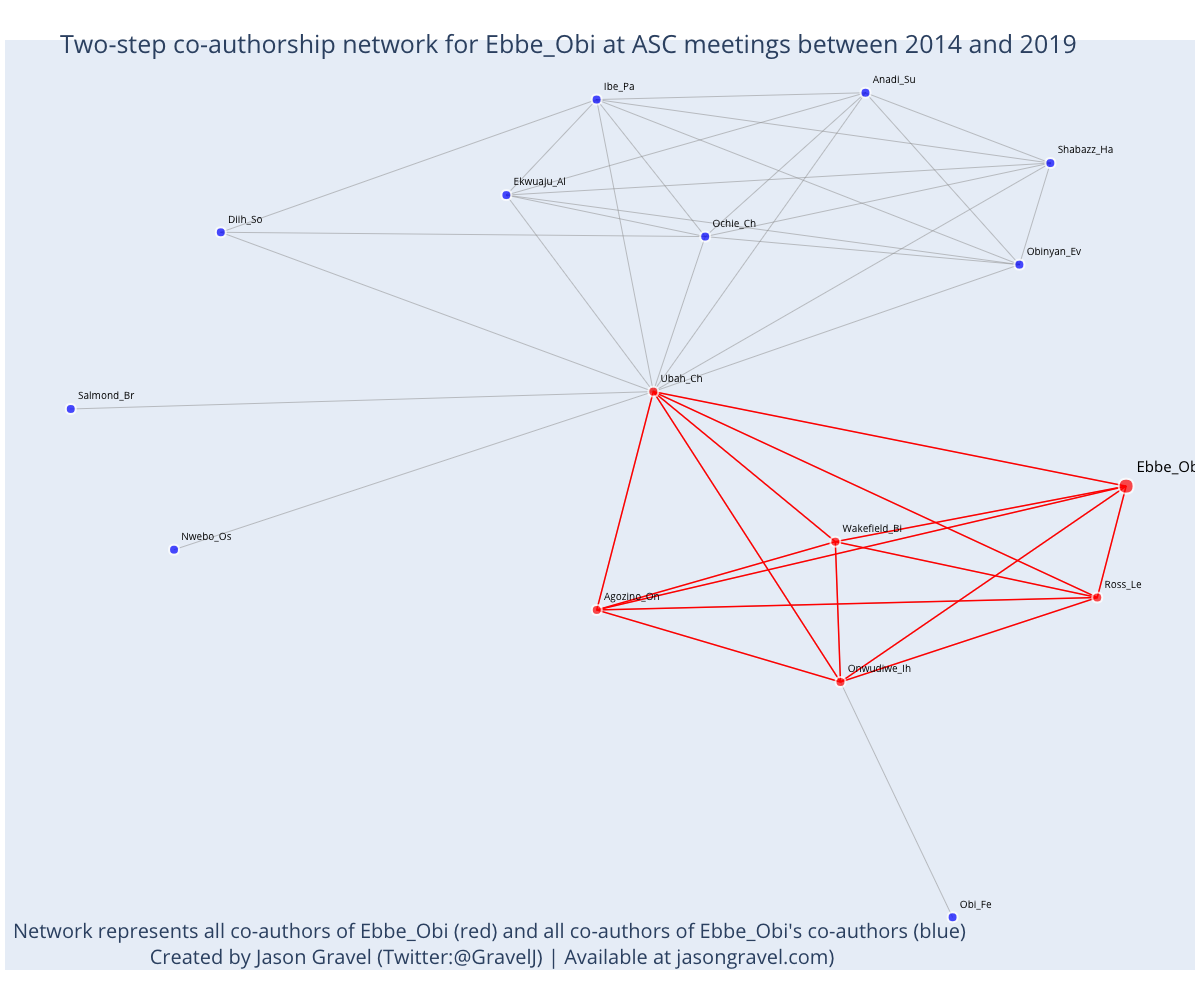 Two-step co-authorship network for Ebbe_Obi at ASC meetings between 2014 and 2019
Anadi_Su
Ibe_Pa
Shabazz_Ha
Ekwuaju_Al
Diih_So
Ochie_Ch
Obinyan_Ev
Ubah_Ch
Salmond_Br
Ebbe_Ob
Wakefield_Bi
Nwebo_Os
Ross_Le
Agozino_On
Onwudiwe_Ih
Obi_Fe
Network represents all co-authors of Ebbe_Obi (red) and all co-authors of Ebbe_Obi's co-authors (blue)
Created by Jason Gravel (Twitter:@GravelJ) | Available at jasongravel.com)